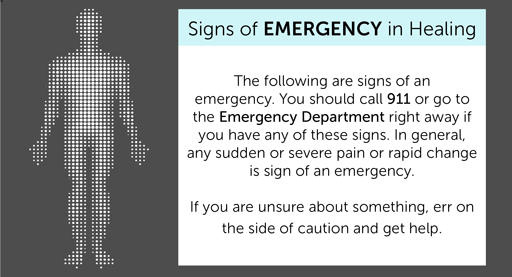 Signs of EMERGENCY in Healing
The following are signs of an
emergency. You should call 911 or go to
the Emergency Department right away if
you have any of these signs. In general,
any sudden or severe pain or rapid change
is sign of an emergency.
If you are unsure about something, err on
the side of caution and get help.